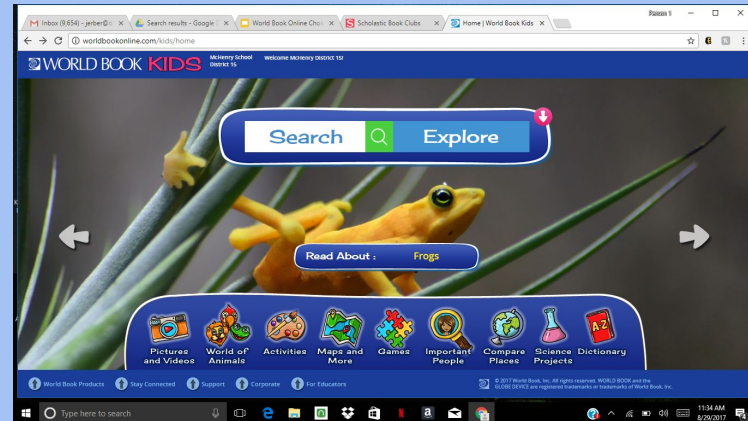 Inbox (9,654) - jerber@
Search results - Google
World Book Online Choi
Scholastic Book Clubs
Home | World Book Kids
Person 1
worldbookonline.com/kids/home
WORLD BOOK KIDS
McHenry School
District 15
Welcome McHenry District 15!
Search
Explore
Read About : Frogs
Pictures
and Videos
World of
Animals
Activities
Maps and
More
Games
Important
People
Compare
Places
Science
Projects
A-Z
Dictionary
World Book Products
Stay Connected
Support
Corporate
For Educators
© 2017 World Book, Inc. All rights reserved. WORLD BOOK and the
GLOBE DEVICE are registered trademarks or trademarks of World Book, Inc.
Type here to search
a
11:34 AM
8/29/2017